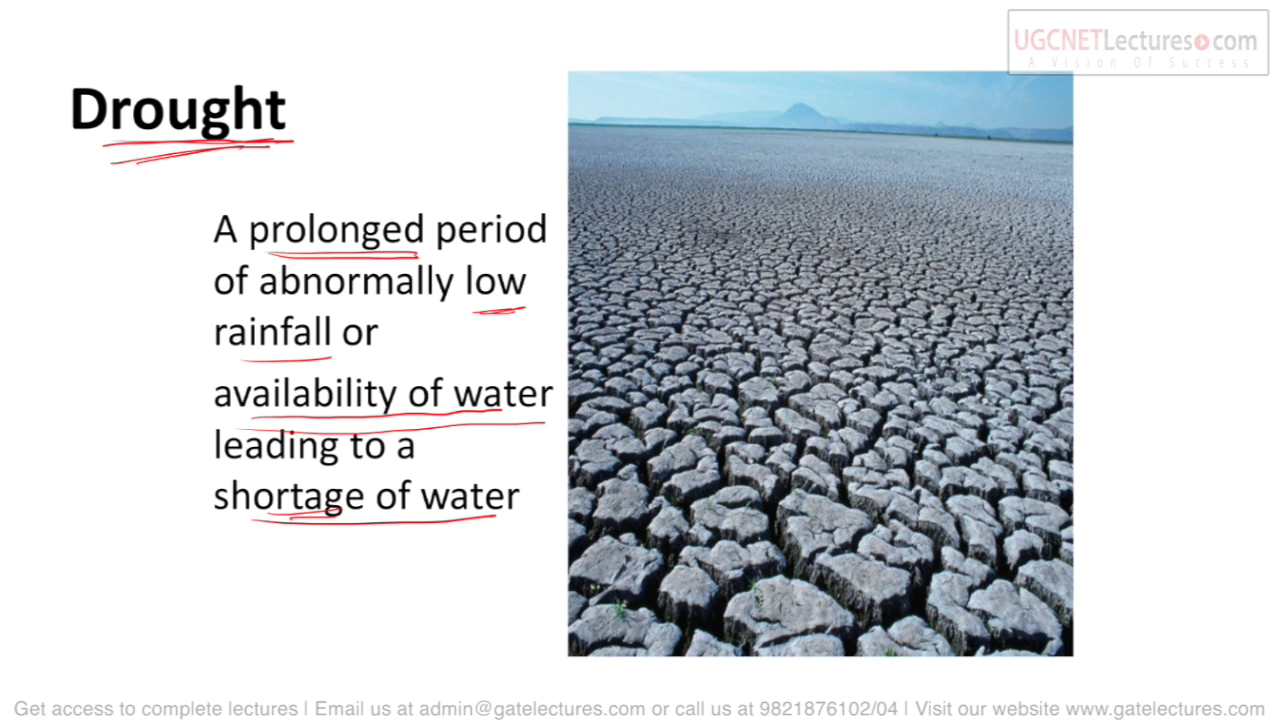 UGCNETLectures.com
A Vision Of Success
Drought
A prolonged period
of abnormally low
rainfall or
availability of water
leading to a
shortage of water
Get access to complete lectures | Email us at admin@gatelectures.com or call us at 9821876102/04 | Visit our website www.gatelectures.com